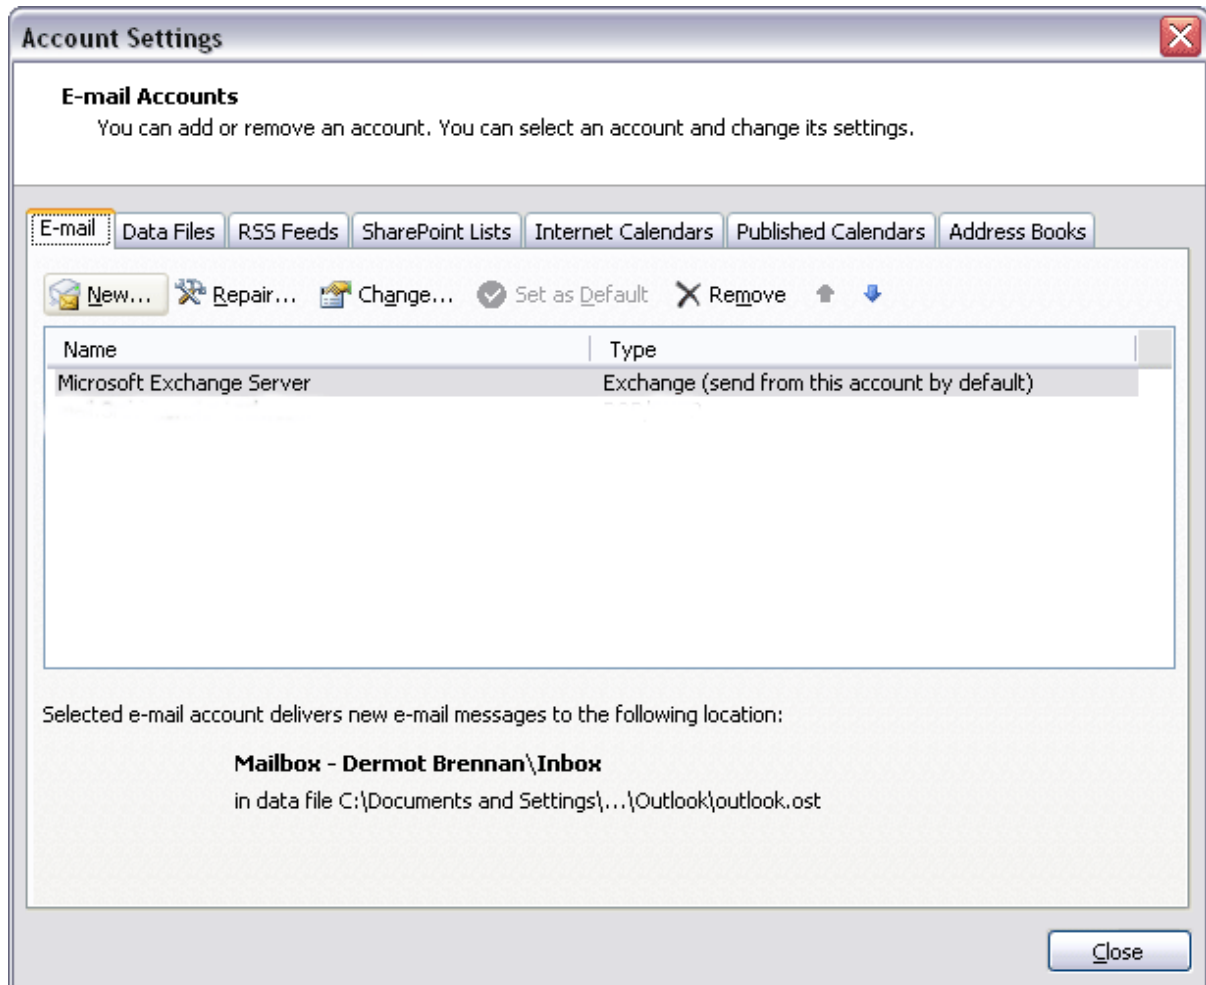 Account Settings
E-mail Accounts
You can add or remove an account. You can select an account and change its settings.
E-mail Data Files RSS Feeds SharePoint Lists Internet Calendars Published Calendars Address Books
New... Repair... Change... Set as Default Remove
Name Type
Microsoft Exchange Server Exchange (send from this account by default)
Selected e-mail account delivers new e-mail messages to the following location:
Mailbox - Dermot Brennan\Inbox
in data file C:\Documents and Settings\...\Outlook\outlook.ost
Close